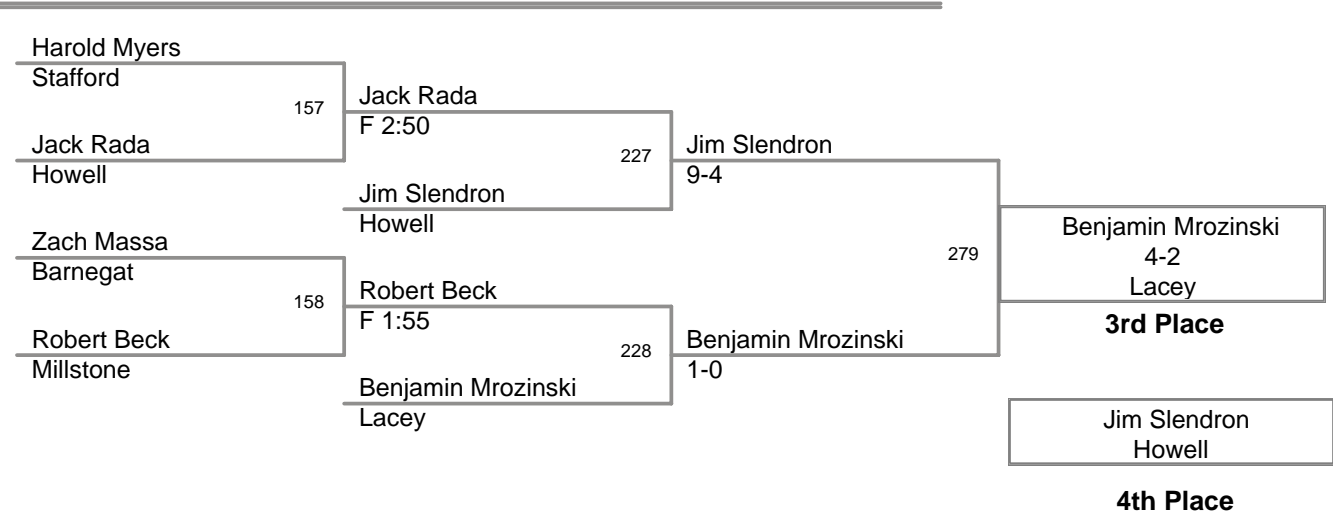 Harold Myers
Stafford
157
Jack Rada
Howell
Jack Rada
F 2:50
227
Jim Slendron
Howell
Zach Massa
Barnegat
158
Robert Beck
Millstone
Robert Beck
F 1:55
228
Benjamin Mrozinski
Lacey
Jim Slendron
9-4
279
Benjamin Mrozinski
1-0
Benjamin Mrozinski
4-2
Lacey
3rd Place
Jim Slendron
Howell
4th Place